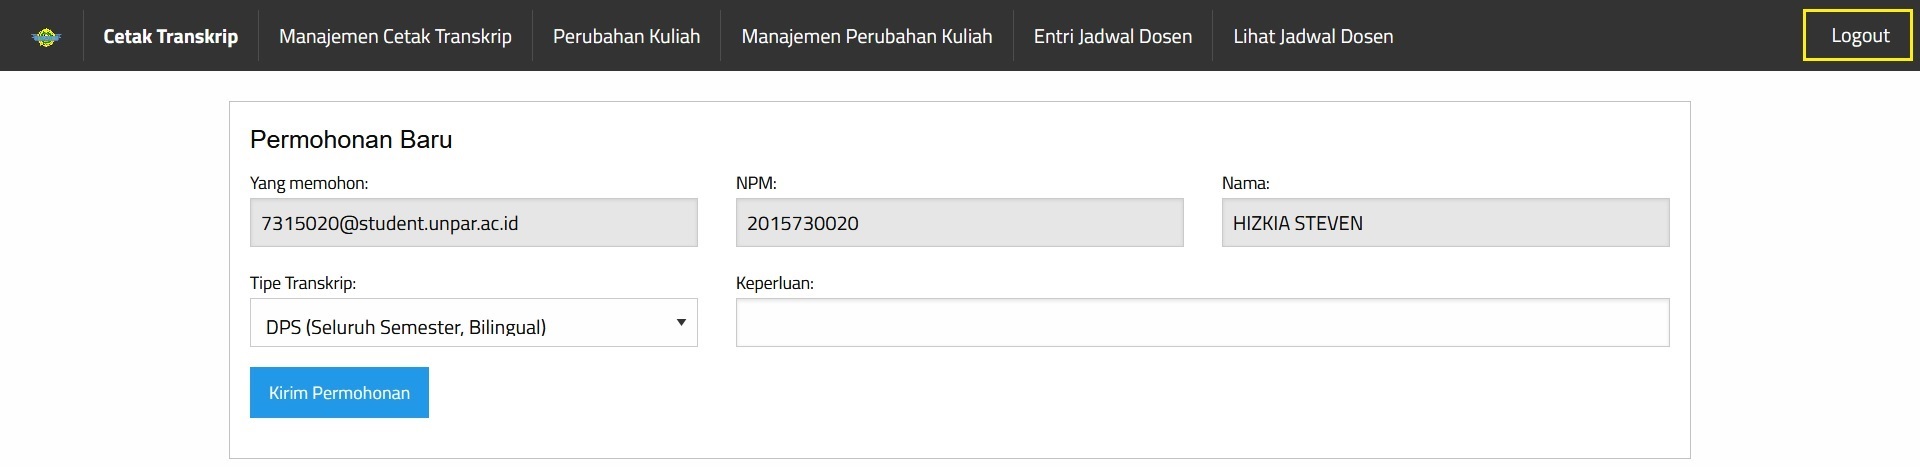 Cetak Transkrip Manajemen Cetak Transkrip Perubahan Kuliah Manajemen Perubahan Kuliah Entri Jadwal Dosen Lihat Jadwal Dosen Logout
Permohonan Baru
Yang memohon: NPM: Nama:
7315020@student.unpar.ac.id 2015730020 HIZKIA STEVEN
Tipe Transkrip: Keperluan:
DPS (Seluruh Semester, Bilingual)
Kirim Permohonan